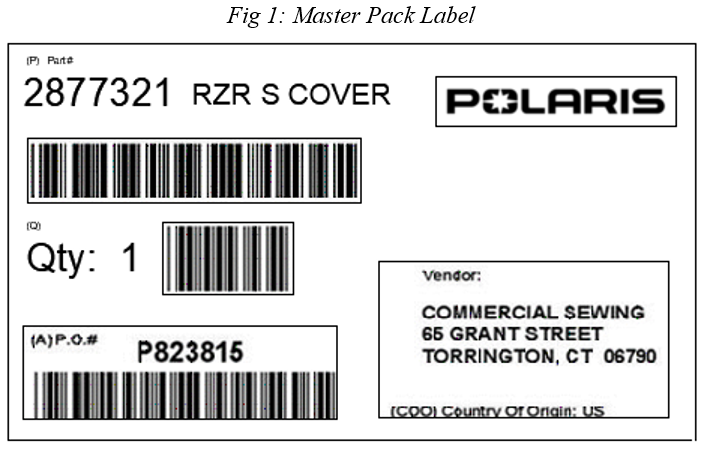 Fig 1: Master Pack Label
(P) Part#
2877321 RZR S COVER
POLARIS
(Q)
Qty: 1
Vendor:
COMMERCIAL SEWING
65 GRANT STREET
TORRINGTON, CT 06790
(COO) Country Of Origin: US
(A) P.O.#
P823815